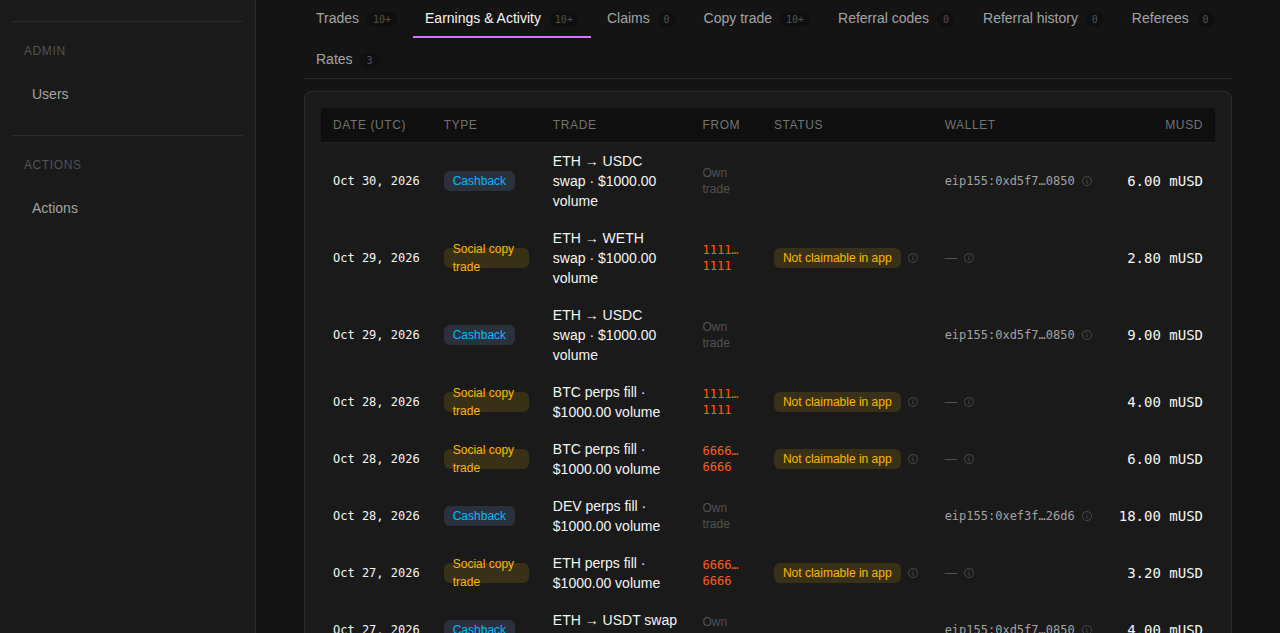 Trades 10+ Earnings & Activity 10+ Claims 0 Copy trade 10+ Referral codes 0 Referral history 0 Referees 0
Rates 3
ADMIN
Users
ACTIONS
Actions
DATE (UTC) TYPE TRADE FROM STATUS WALLET MUSD
Oct 30, 2026 Cashback ETH → USDC swap · $1000.00 volume Own trade eip155:0xd5f7…0850 6.00 mUSD
Oct 29, 2026 Social copy trade ETH → WETH swap · $1000.00 volume 1111…1111 Not claimable in app — 2.80 mUSD
Oct 29, 2026 Cashback ETH → USDC swap · $1000.00 volume Own trade eip155:0xd5f7…0850 9.00 mUSD
Oct 28, 2026 Social copy trade BTC perps fill · $1000.00 volume 1111…1111 Not claimable in app — 4.00 mUSD
Oct 28, 2026 Social copy trade BTC perps fill · $1000.00 volume 6666…6666 Not claimable in app — 6.00 mUSD
Oct 28, 2026 Cashback DEV perps fill · $1000.00 volume Own trade eip155:0xef3f…26d6 18.00 mUSD
Oct 27, 2026 Social copy trade ETH perps fill · $1000.00 volume 6666…6666 Not claimable in app — 3.20 mUSD
Oct 27, 2026 Cashback ETH → USDT swap Own eip155:0xd5f7…0850 4.00 mUSD